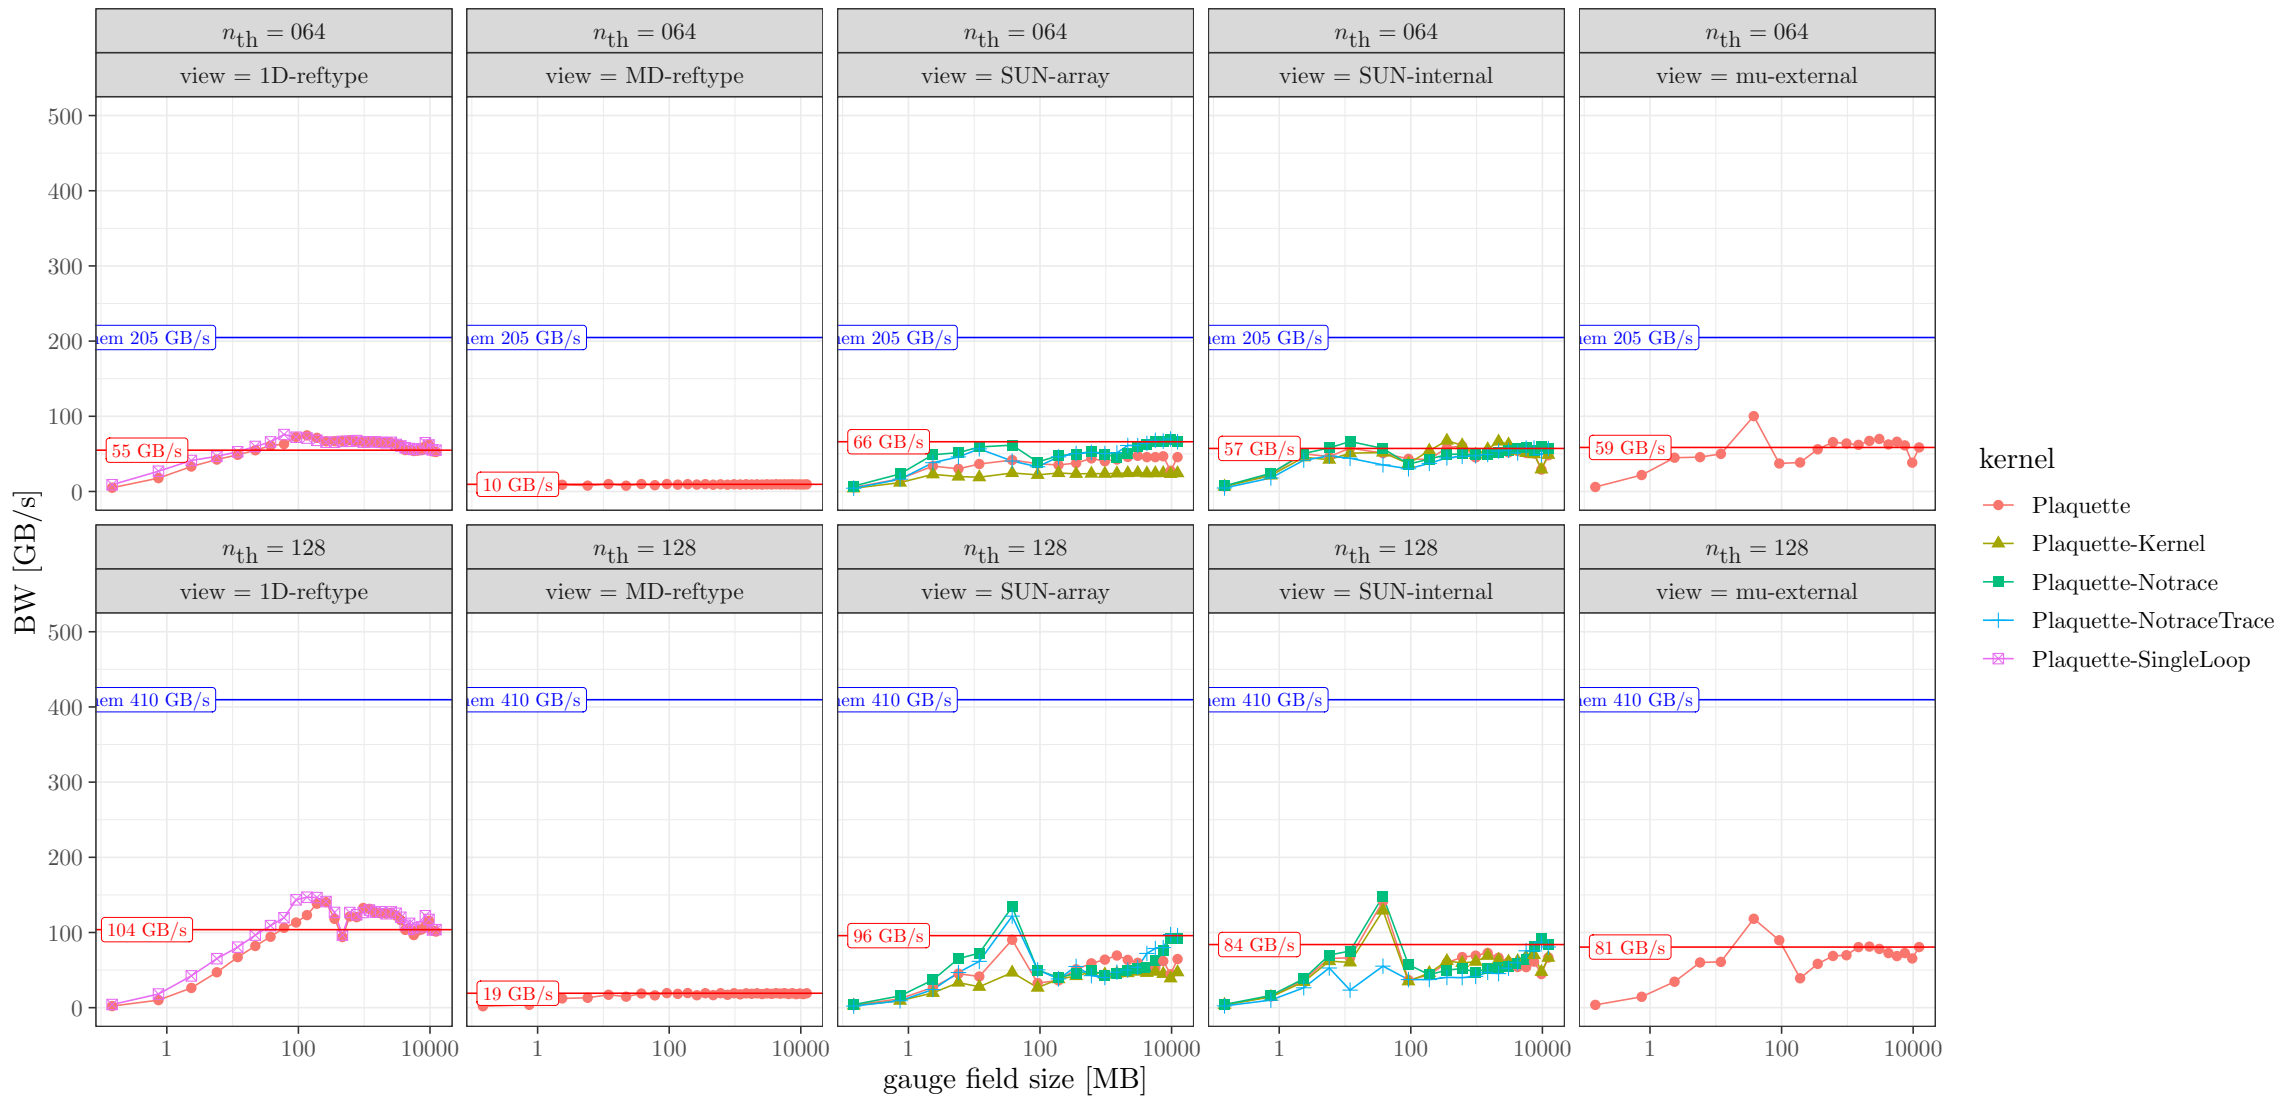 n_th = 064
n_th = 064
n_th = 064
n_th = 064
n_th = 064
view = 1D-reftype
view = MD-reftype
view = SUN-array
view = SUN-internal
view = mu-external
500
400
300
200
100
0
em 205 GB/s
em 205 GB/s
em 205 GB/s
em 205 GB/s
em 205 GB/s
55 GB/s
10 GB/s
66 GB/s
57 GB/s
59 GB/s
BW [GB/s]
n_th = 128
n_th = 128
n_th = 128
n_th = 128
n_th = 128
view = 1D-reftype
view = MD-reftype
view = SUN-array
view = SUN-internal
view = mu-external
500
400
300
200
100
0
em 410 GB/s
em 410 GB/s
em 410 GB/s
em 410 GB/s
em 410 GB/s
104 GB/s
19 GB/s
96 GB/s
84 GB/s
81 GB/s
1 100 10000
1 100 10000
1 100 10000
1 100 10000
1 100 10000
gauge field size [MB]
kernel
Plaquette
Plaquette-Kernel
Plaquette-Notrace
Plaquette-NotraceTrace
Plaquette-SingleLoop